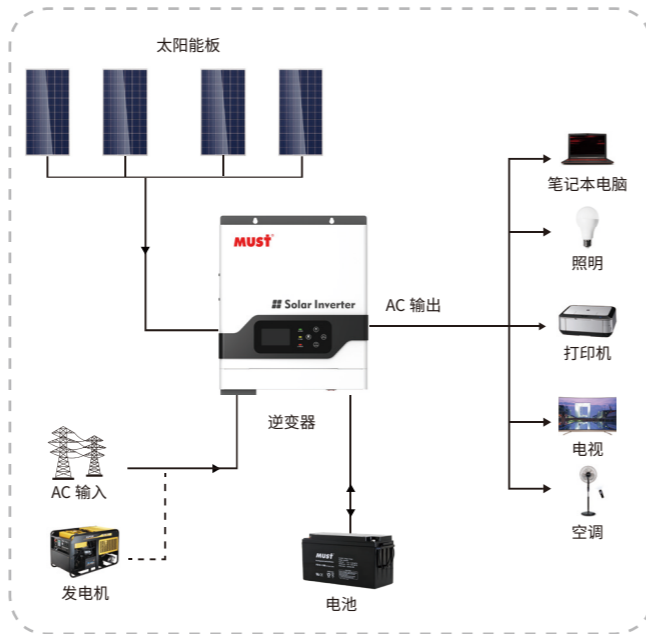 太阳能板
MUST
Solar Inverter
AC 输出
逆变器
笔记本电脑
照明
打印机
电视
空调
AC 输入
发电机
MUST
电池